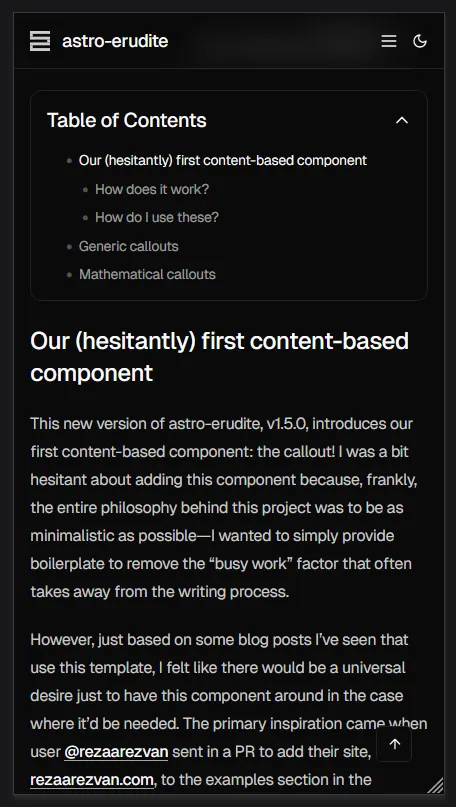 astro-erudite
Table of Contents
Our (hesitantly) first content-based component
How does it work?
How do I use these?
Generic callouts
Mathematical callouts
Our (hesitantly) first content-based
component
This new version of astro-erudite, v1.5.0, introduces our
first content-based component: the callout! I was a bit
hesitant about adding this component because, frankly,
the entire philosophy behind this project was to be as
minimalistic as possible—I wanted to simply provide
boilerplate to remove the “busy work” factor that often
takes away from the writing process.
However, just based on some blog posts I’ve seen that
use this template, I felt like there would be a universal
desire just to have this component around in the case
where it’d be needed. The primary inspiration came when
user @rezaarezvan sent in a PR to add their site,
rezaarezvan.com, to the examples section in the